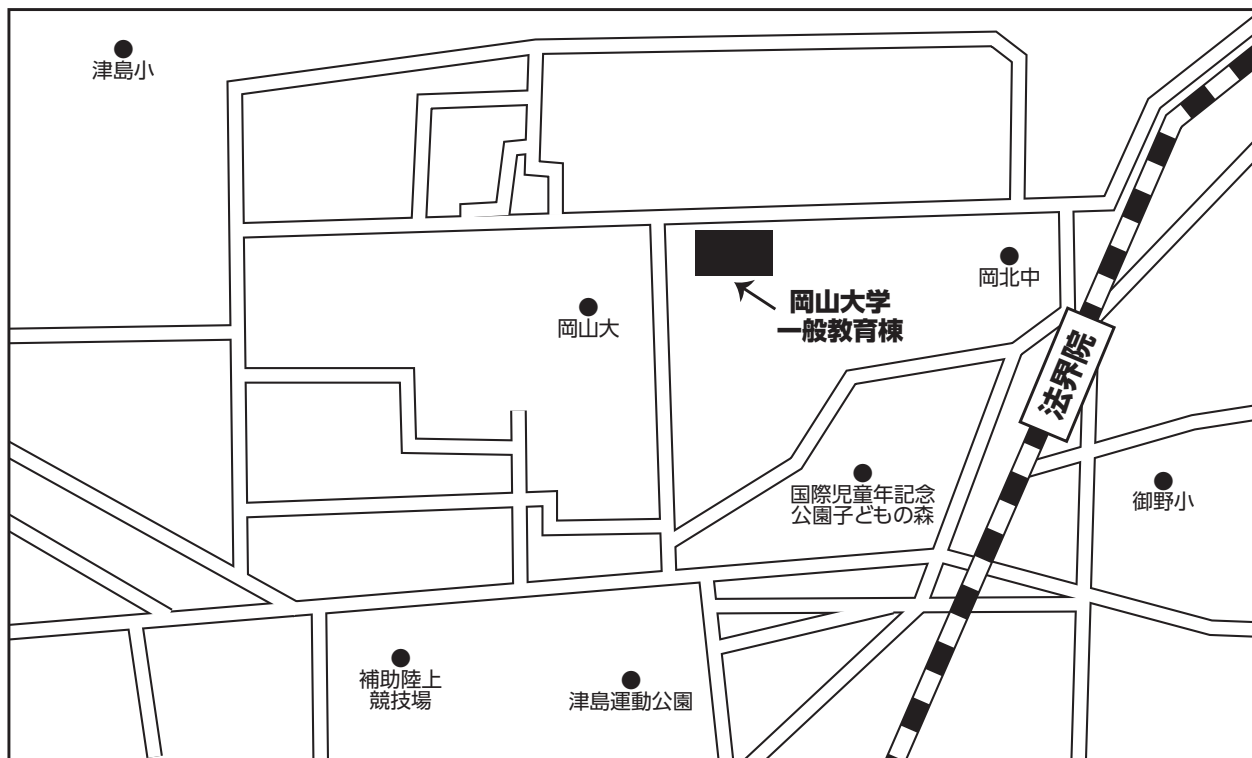 津島小
岡北中
岡山大学
一般教育棟
岡山大
法界院
国際児童年記念
公園子どもの森
御野小
補助陸上
競技場
津島運動公園